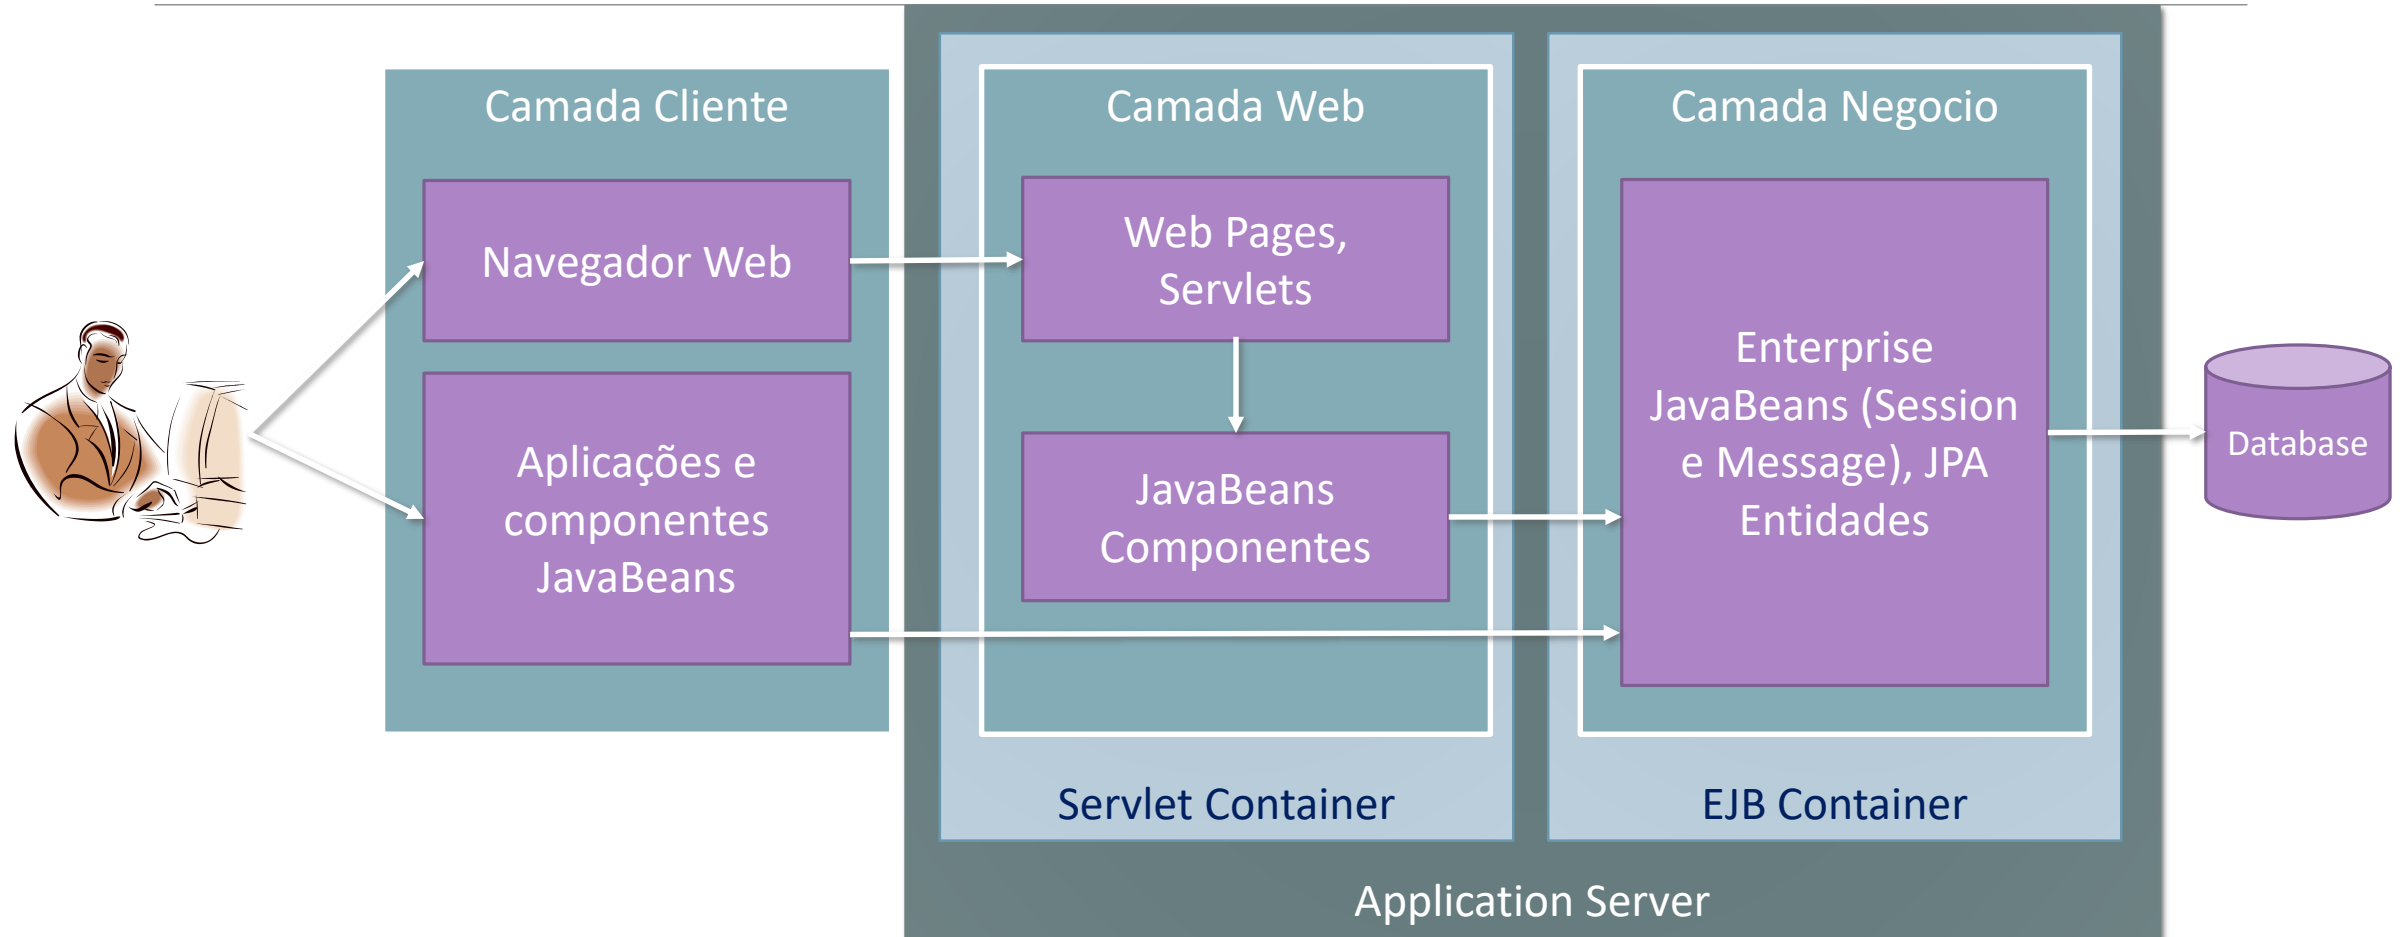 Camada Cliente
Navegador Web
Aplicações e
componentes
JavaBeans
Camada Web
Web Pages,
Servlets
JavaBeans
Componentes
Servlet Container
Camada Negocio
Enterprise
JavaBeans (Session
e Message), JPA
Entidades
EJB Container
Application Server
Database